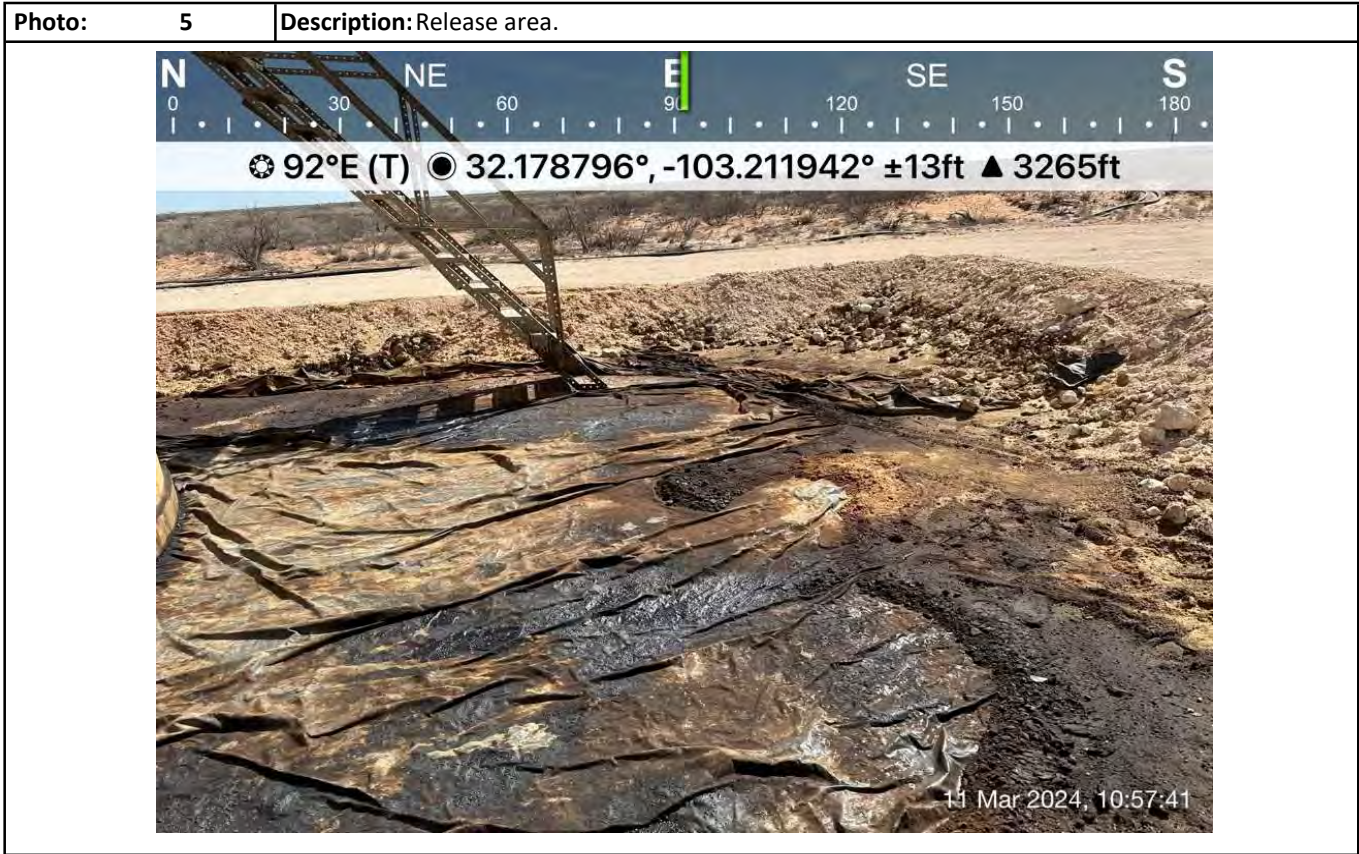 Photo: 5 Description: Release area.
N NE E SE S
0 30 60 90 120 150 180
92°E (T) 32.178796°, -103.211942° ±13ft ▲ 3265ft
11 Mar 2024, 10:57:41